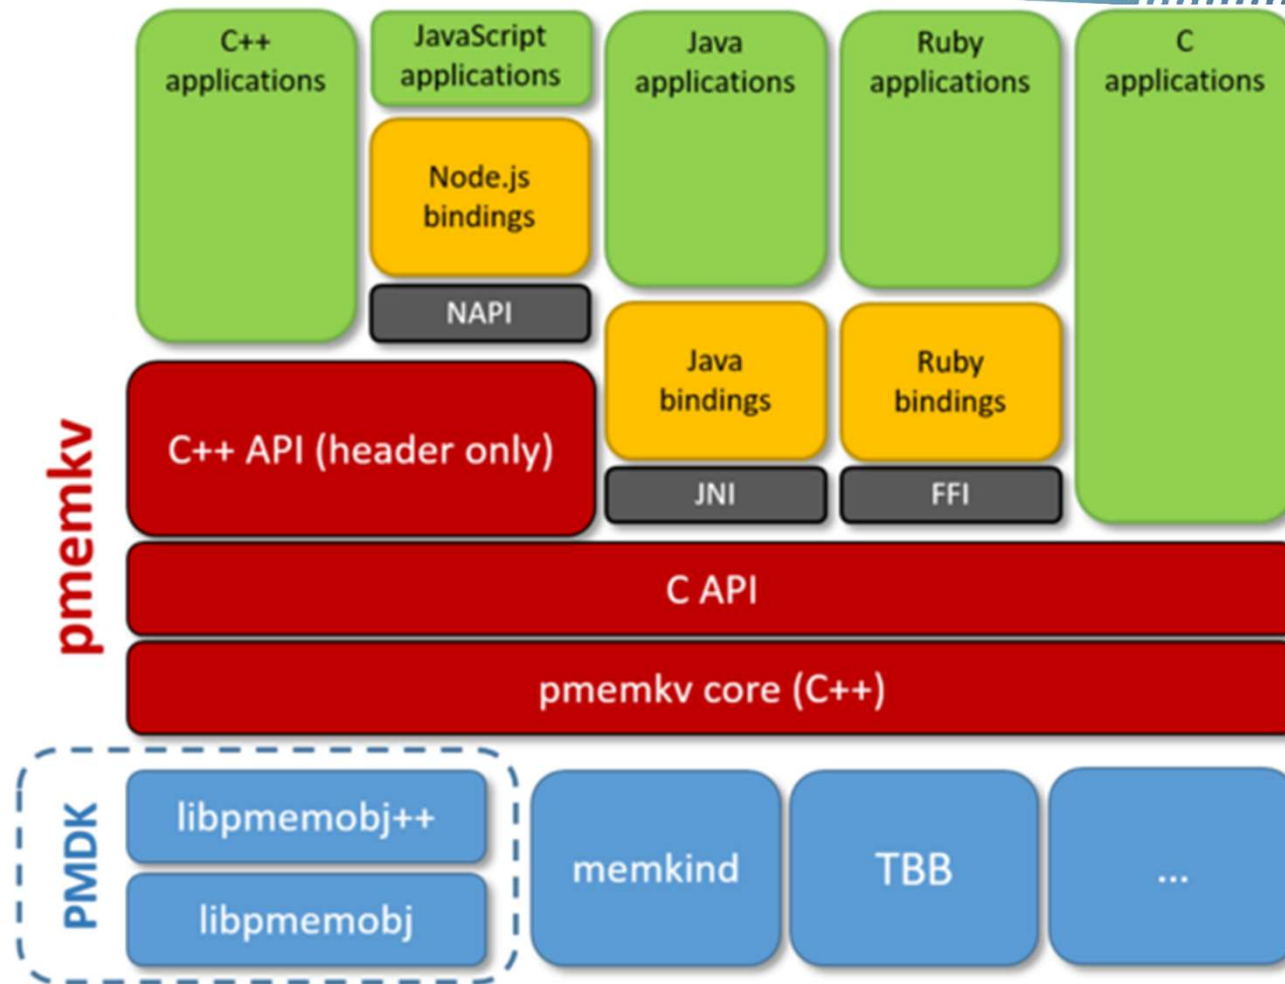 C++
applications
JavaScript
applications
Java
applications
Ruby
applications
C
applications
Node.js
bindings
NAPI
Java
bindings
Ruby
bindings
JNI
FFI
pmemkv
C++ API (header only)
C API
pmemkv core (C++)
PMDK
libpmemobj++
libpmemobj
memkind
TBB
...